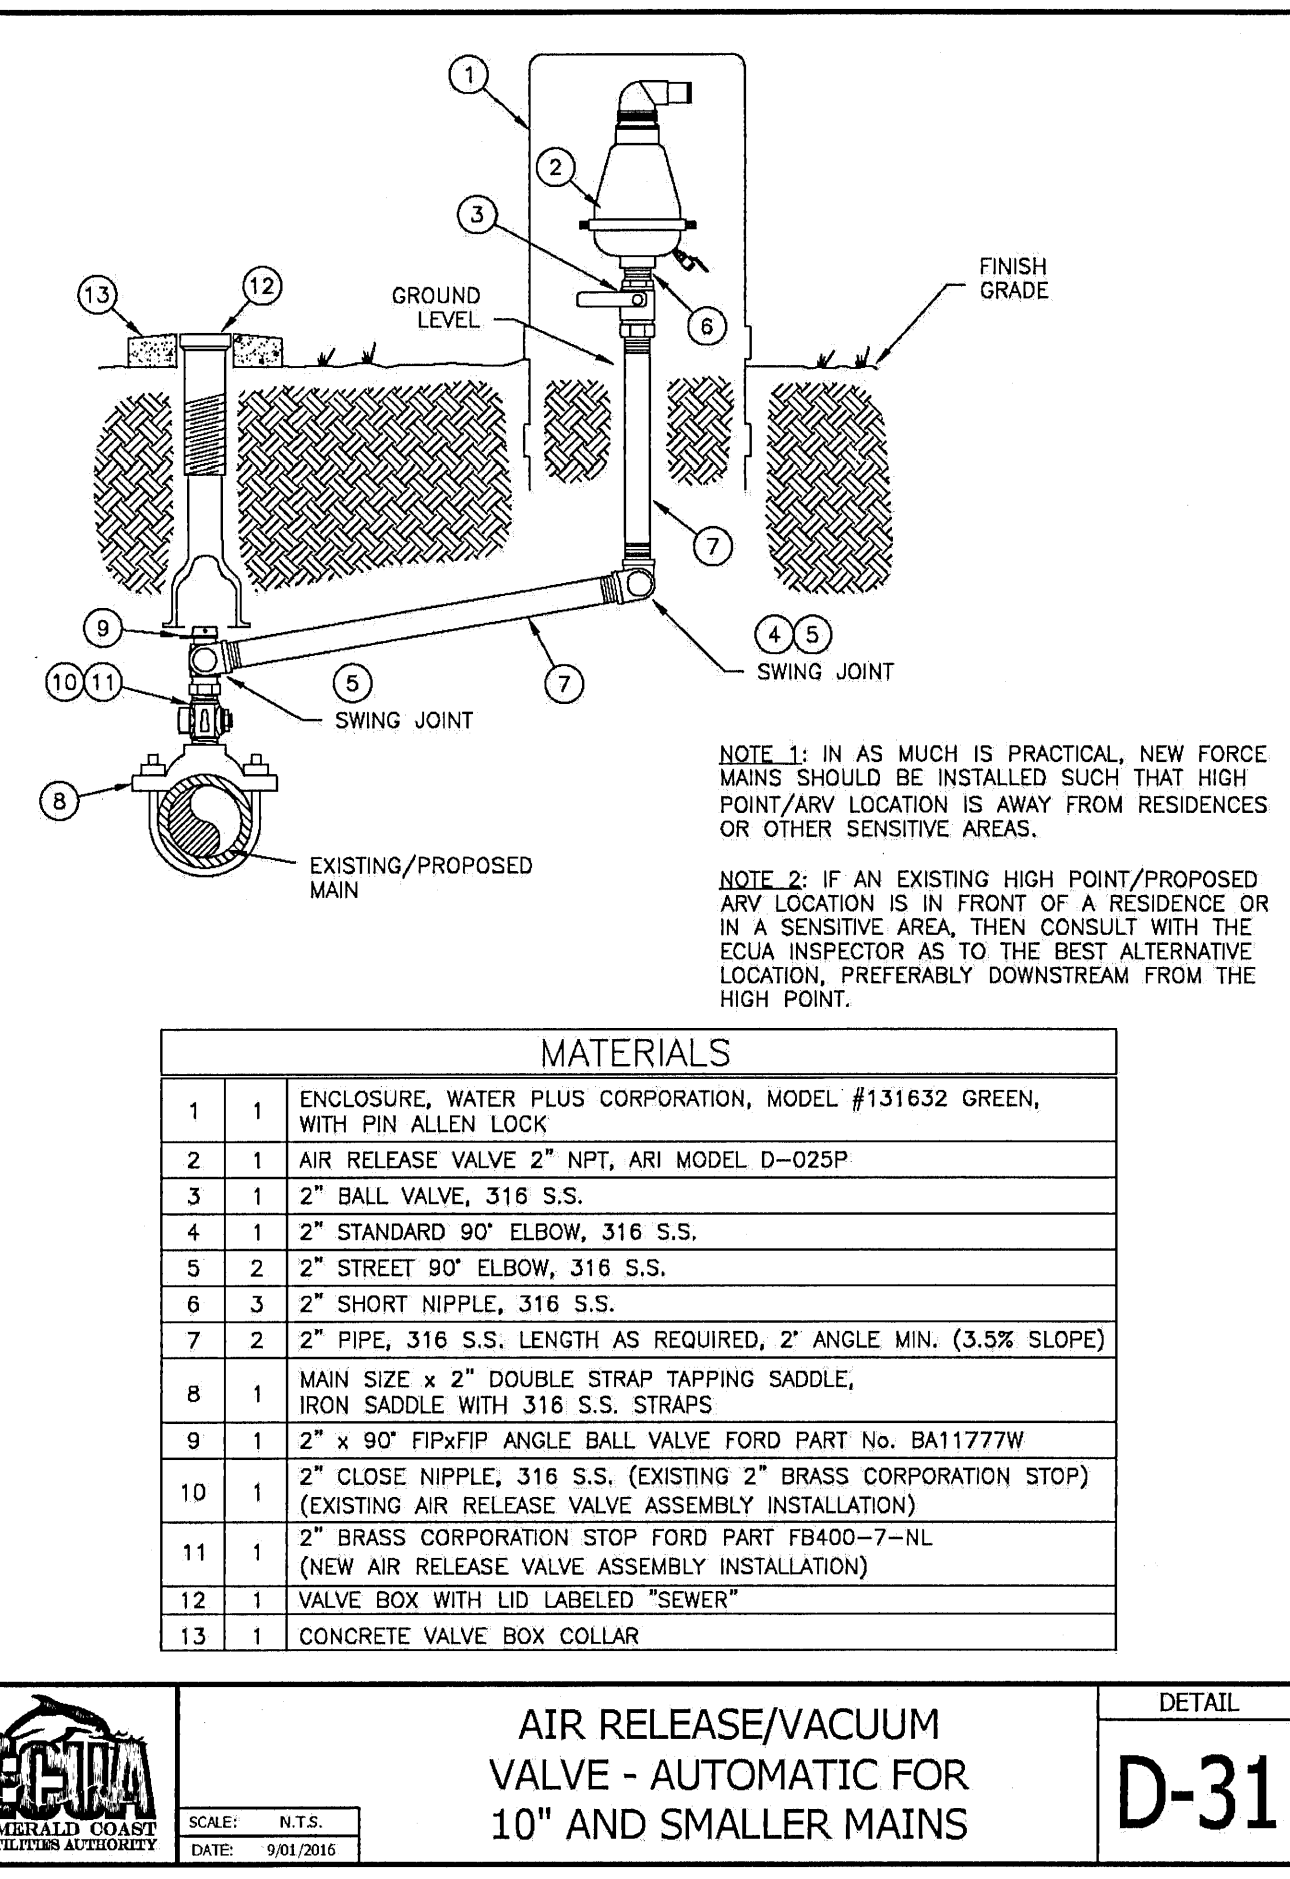 1
2
3
GROUND
LEVEL
6
FINISH
GRADE
13
12
7
9
10 11
5
SWING JOINT
7
4 5
SWING JOINT
8
EXISTING/PROPOSED
MAIN
NOTE 1: IN AS MUCH IS PRACTICAL, NEW FORCE
MAINS SHOULD BE INSTALLED SUCH THAT HIGH
POINT/ARV LOCATION IS AWAY FROM RESIDENCES
OR OTHER SENSITIVE AREAS.
NOTE 2: IF AN EXISTING HIGH POINT/PROPOSED
ARV LOCATION IS IN FRONT OF A RESIDENCE OR
IN A SENSITIVE AREA, THEN CONSULT WITH THE
ECUA INSPECTOR AS TO THE BEST ALTERNATIVE
LOCATION, PREFERABLY DOWNSTREAM FROM THE
HIGH POINT.
MATERIALS
1 1 ENCLOSURE, WATER PLUS CORPORATION, MODEL #131632 GREEN,
WITH PIN ALLEN LOCK
2 1 AIR RELEASE VALVE 2" NPT, ARI MODEL D-025P
3 1 2" BALL VALVE, 316 S.S.
4 1 2" STANDARD 90° ELBOW, 316 S.S.
5 2 2" STREET 90° ELBOW, 316 S.S.
6 3 2" SHORT NIPPLE, 316 S.S.
7 2 2" PIPE, 316 S.S. LENGTH AS REQUIRED, 2° ANGLE MIN. (3.5% SLOPE)
8 1 MAIN SIZE x 2" DOUBLE STRAP TAPPING SADDLE,
IRON SADDLE WITH 316 S.S. STRAPS
9 1 2" x 90° FIPxFIP ANGLE BALL VALVE FORD PART No. BA11777W
10 1 2" CLOSE NIPPLE, 316 S.S. (EXISTING 2" BRASS CORPORATION STOP)
(EXISTING AIR RELEASE VALVE ASSEMBLY INSTALLATION)
11 1 2" BRASS CORPORATION STOP FORD PART FB400-7-NL
(NEW AIR RELEASE VALVE ASSEMBLY INSTALLATION)
12 1 VALVE BOX WITH LID LABELED "SEWER"
13 1 CONCRETE VALVE BOX COLLAR
ECUA
EMERALD COAST
UTILITIES AUTHORITY
SCALE: N.T.S.
DATE: 9/01/2016
AIR RELEASE/VACUUM
VALVE - AUTOMATIC FOR
10" AND SMALLER MAINS
DETAIL
D-31